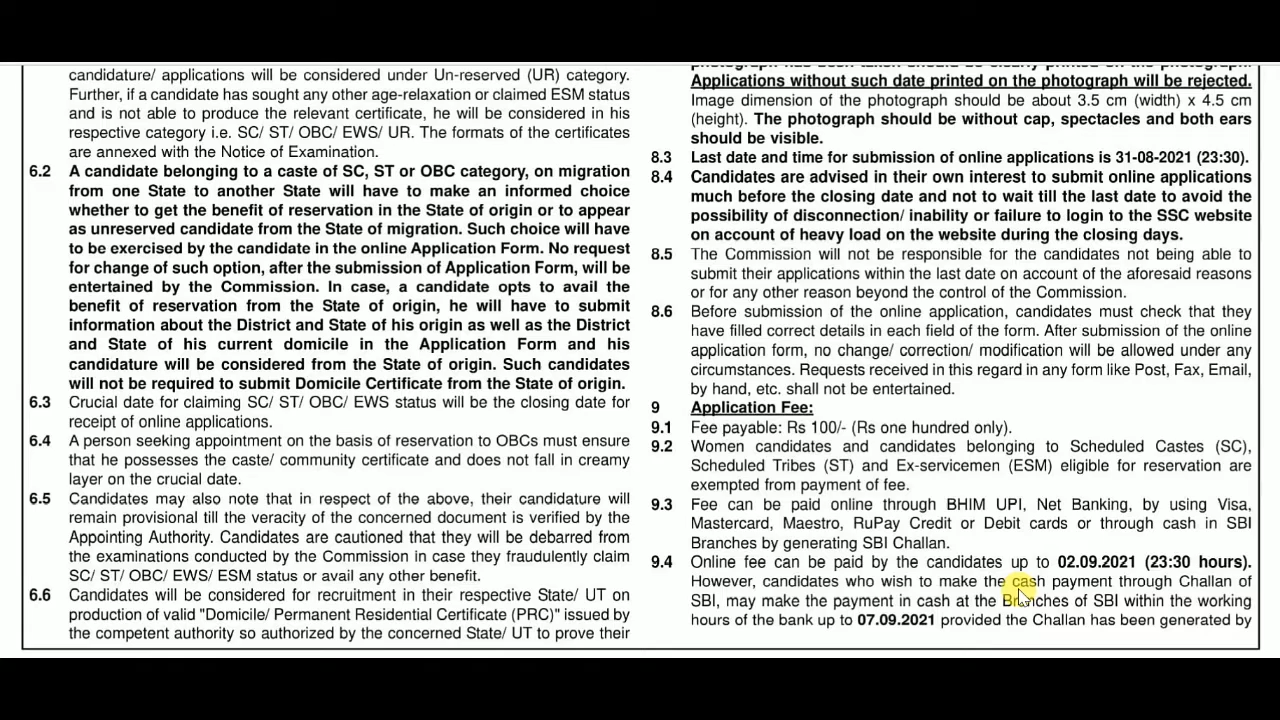 candidature/ applications will be considered under Un-reserved (UR) category.
Further, if a candidate has sought any other age-relaxation or claimed ESM status
and is not able to produce the relevant certificate, he will be considered in his
respective category i.e. SC/ ST/ OBC/ EWS/ UR. The formats of the certificates
are annexed with the Notice of Examination.
6.2 A candidate belonging to a caste of SC, ST or OBC category, on migration
from one State to another State will have to make an informed choice
whether to get the benefit of reservation in the State of origin or to appear
as unreserved candidate from the State of migration. Such choice will have
to be exercised by the candidate in the online Application Form. No request
for change of such option, after the submission of Application Form, will be
entertained by the Commission. In case, a candidate opts to avail the
benefit of reservation from the State of origin, he will have to submit
information about the District and State of his origin as well as the District
and State of his current domicile in the Application Form and his
candidature will be considered from the State of origin. Such candidates
will not be required to submit Domicile Certificate from the State of origin.
6.3 Crucial date for claiming SC/ ST/ OBC/ EWS status will be the closing date for
receipt of online applications.
6.4 A person seeking appointment on the basis of reservation to OBCs must ensure
that he possesses the caste/ community certificate and does not fall in creamy
layer on the crucial date.
6.5 Candidates may also note that in respect of the above, their candidature will
remain provisional till the veracity of the concerned document is verified by the
Appointing Authority. Candidates are cautioned that they will be debarred from
the examinations conducted by the Commission in case they fraudulently claim
SC/ ST/ OBC/ EWS/ ESM status or avail any other benefit.
6.6 Candidates will be considered for recruitment in their respective State/ UT on
production of valid "Domicile/ Permanent Residential Certificate (PRC)" issued by
the competent authority so authorized by the concerned State/ UT to prove their
photograph has been taken should be clearly printed on the photograph.
Applications without such date printed on the photograph will be rejected.
Image dimension of the photograph should be about 3.5 cm (width) x 4.5 cm
(height). The photograph should be without cap, spectacles and both ears
should be visible.
8.3 Last date and time for submission of online applications is 31-08-2021 (23:30).
8.4 Candidates are advised in their own interest to submit online applications
much before the closing date and not to wait till the last date to avoid the
possibility of disconnection/ inability or failure to login to the SSC website
on account of heavy load on the website during the closing days.
8.5 The Commission will not be responsible for the candidates not being able to
submit their applications within the last date on account of the aforesaid reasons
or for any other reason beyond the control of the Commission.
8.6 Before submission of the online application, candidates must check that they
have filled correct details in each field of the form. After submission of the online
application form, no change/ correction/ modification will be allowed under any
circumstances. Requests received in this regard in any form like Post, Fax, Email,
by hand, etc. shall not be entertained.
9 Application Fee:
9.1 Fee payable: Rs 100/- (Rs one hundred only).
9.2 Women candidates and candidates belonging to Scheduled Castes (SC),
Scheduled Tribes (ST) and Ex-servicemen (ESM) eligible for reservation are
exempted from payment of fee.
9.3 Fee can be paid online through BHIM UPI, Net Banking, by using Visa,
Mastercard, Maestro, RuPay Credit or Debit cards or through cash in SBI
Branches by generating SBI Challan.
9.4 Online fee can be paid by the candidates up to 02.09.2021 (23:30 hours).
However, candidates who wish to make the cash payment through Challan of
SBI, may make the payment in cash at the Branches of SBI within the working
hours of the bank up to 07.09.2021 provided the Challan has been generated by